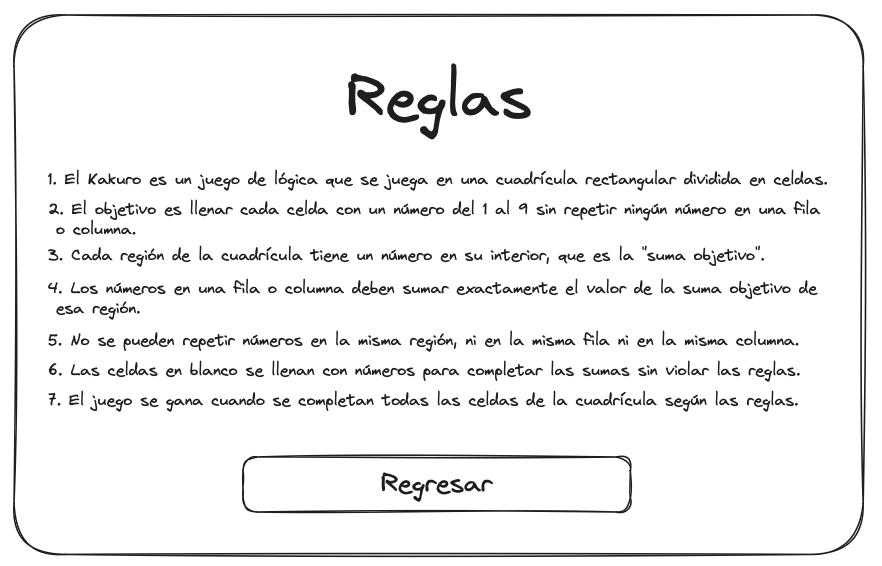 Reglas
1. El Kakuro es un juego de lógica que se juega en una cuadrícula rectangular dividida en celdas.
2. El objetivo es llenar cada celda con un número del 1 al 9 sin repetir ningún número en una fila
o columna.
3. Cada región de la cuadrícula tiene un número en su interior, que es la "suma objetivo".
4. Los números en una fila o columna deben sumar exactamente el valor de la suma objetivo de
esa región.
5. No se pueden repetir números en la misma región, ni en la misma fila ni en la misma columna.
6. Las celdas en blanco se llenan con números para completar las sumas sin violar las reglas.
7. El juego se gana cuando se completan todas las celdas de la cuadrícula según las reglas.
Regresar